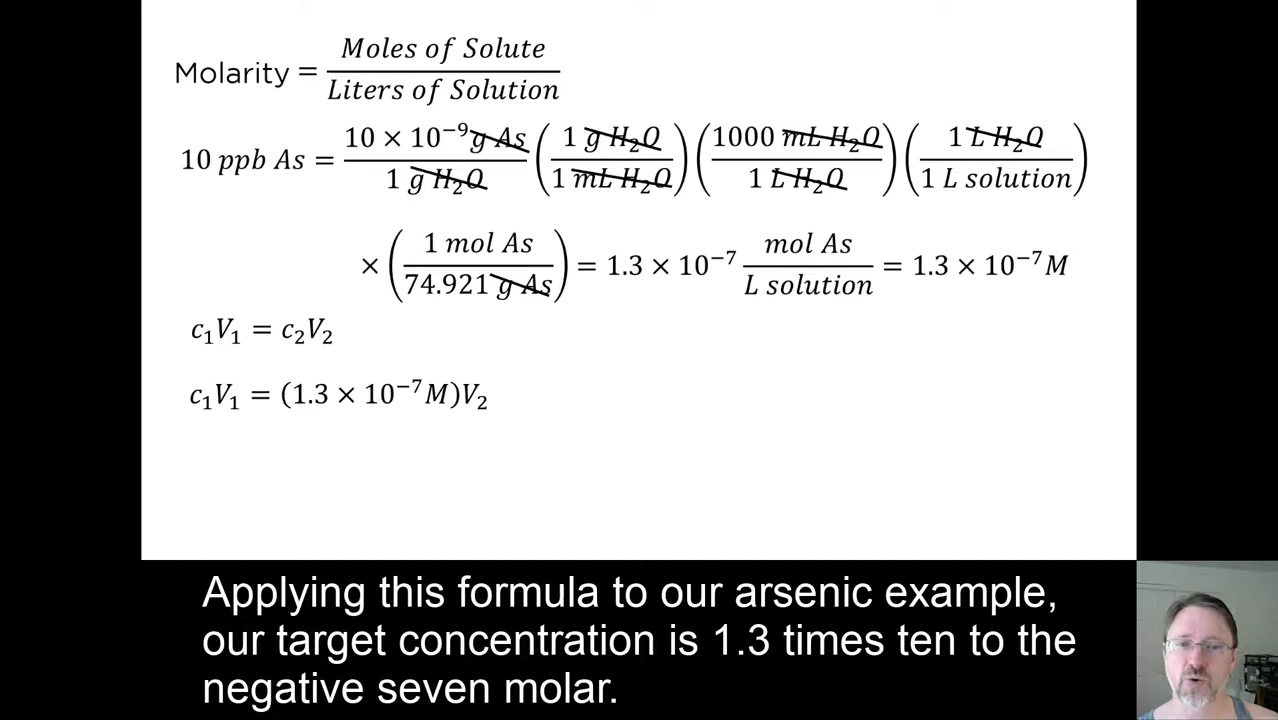 Molarity = Moles of Solute / Liters of Solution
10 ppb As = 10 × 10⁻⁹ g As / 1 g H₂O (1 g H₂O / 1 mL H₂O) (1000 mL H₂O / 1 L H₂O) (1 L H₂O / 1 L solution)
× (1 mol As / 74.921 g As) = 1.3 × 10⁻⁷ mol As / L solution = 1.3 × 10⁻⁷ M
c₁V₁ = c₂V₂
c₁V₁ = (1.3 × 10⁻⁷ M)V₂
Applying this formula to our arsenic example,
our target concentration is 1.3 times ten to the
negative seven molar.